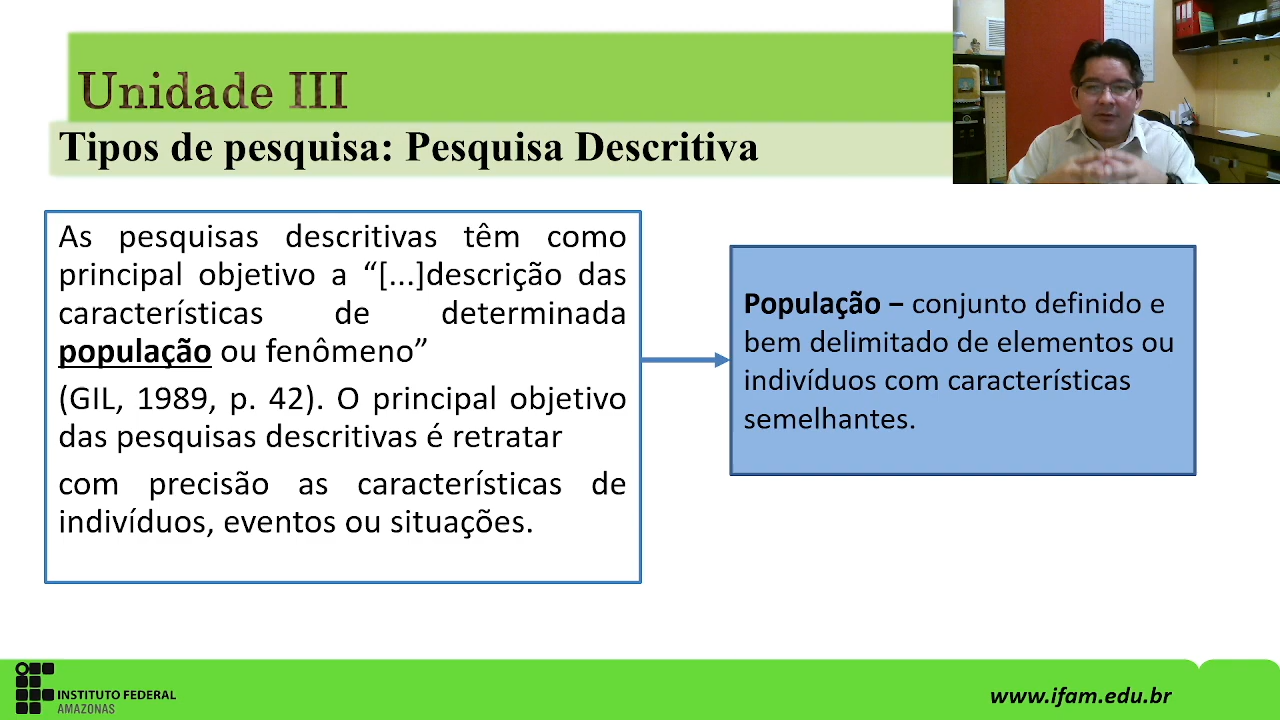 Unidade III
Tipos de pesquisa: Pesquisa Descritiva
As pesquisas descritivas têm como
principal objetivo a “[...]descrição das
características de determinada
população ou fenômeno”
(GIL, 1989, p. 42). O principal objetivo
das pesquisas descritivas é retratar
com precisão as características de
indivíduos, eventos ou situações.
População – conjunto definido e
bem delimitado de elementos ou
indivíduos com características
semelhantes.
INSTITUTO FEDERAL
AMAZONAS
www.ifam.edu.br